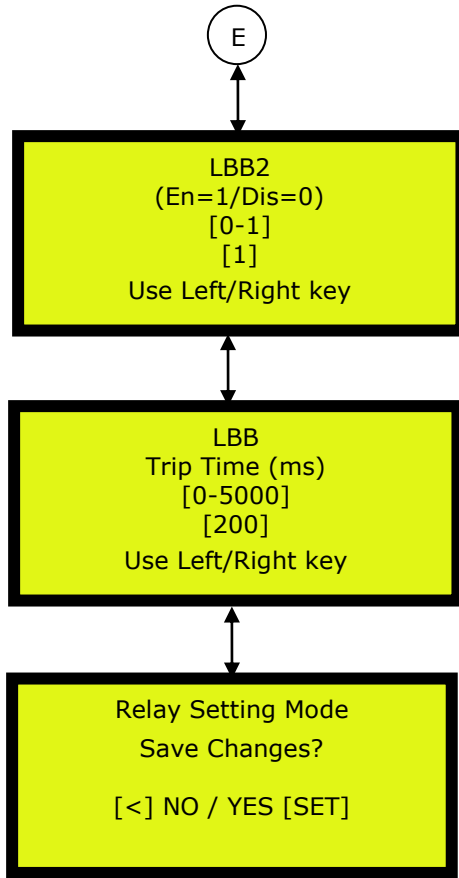 E
LBB2
(En=1/Dis=0)
[0-1]
[1]
Use Left/Right key
LBB
Trip Time (ms)
[0-5000]
[200]
Use Left/Right key
Relay Setting Mode
Save Changes?
[<] NO / YES [SET]